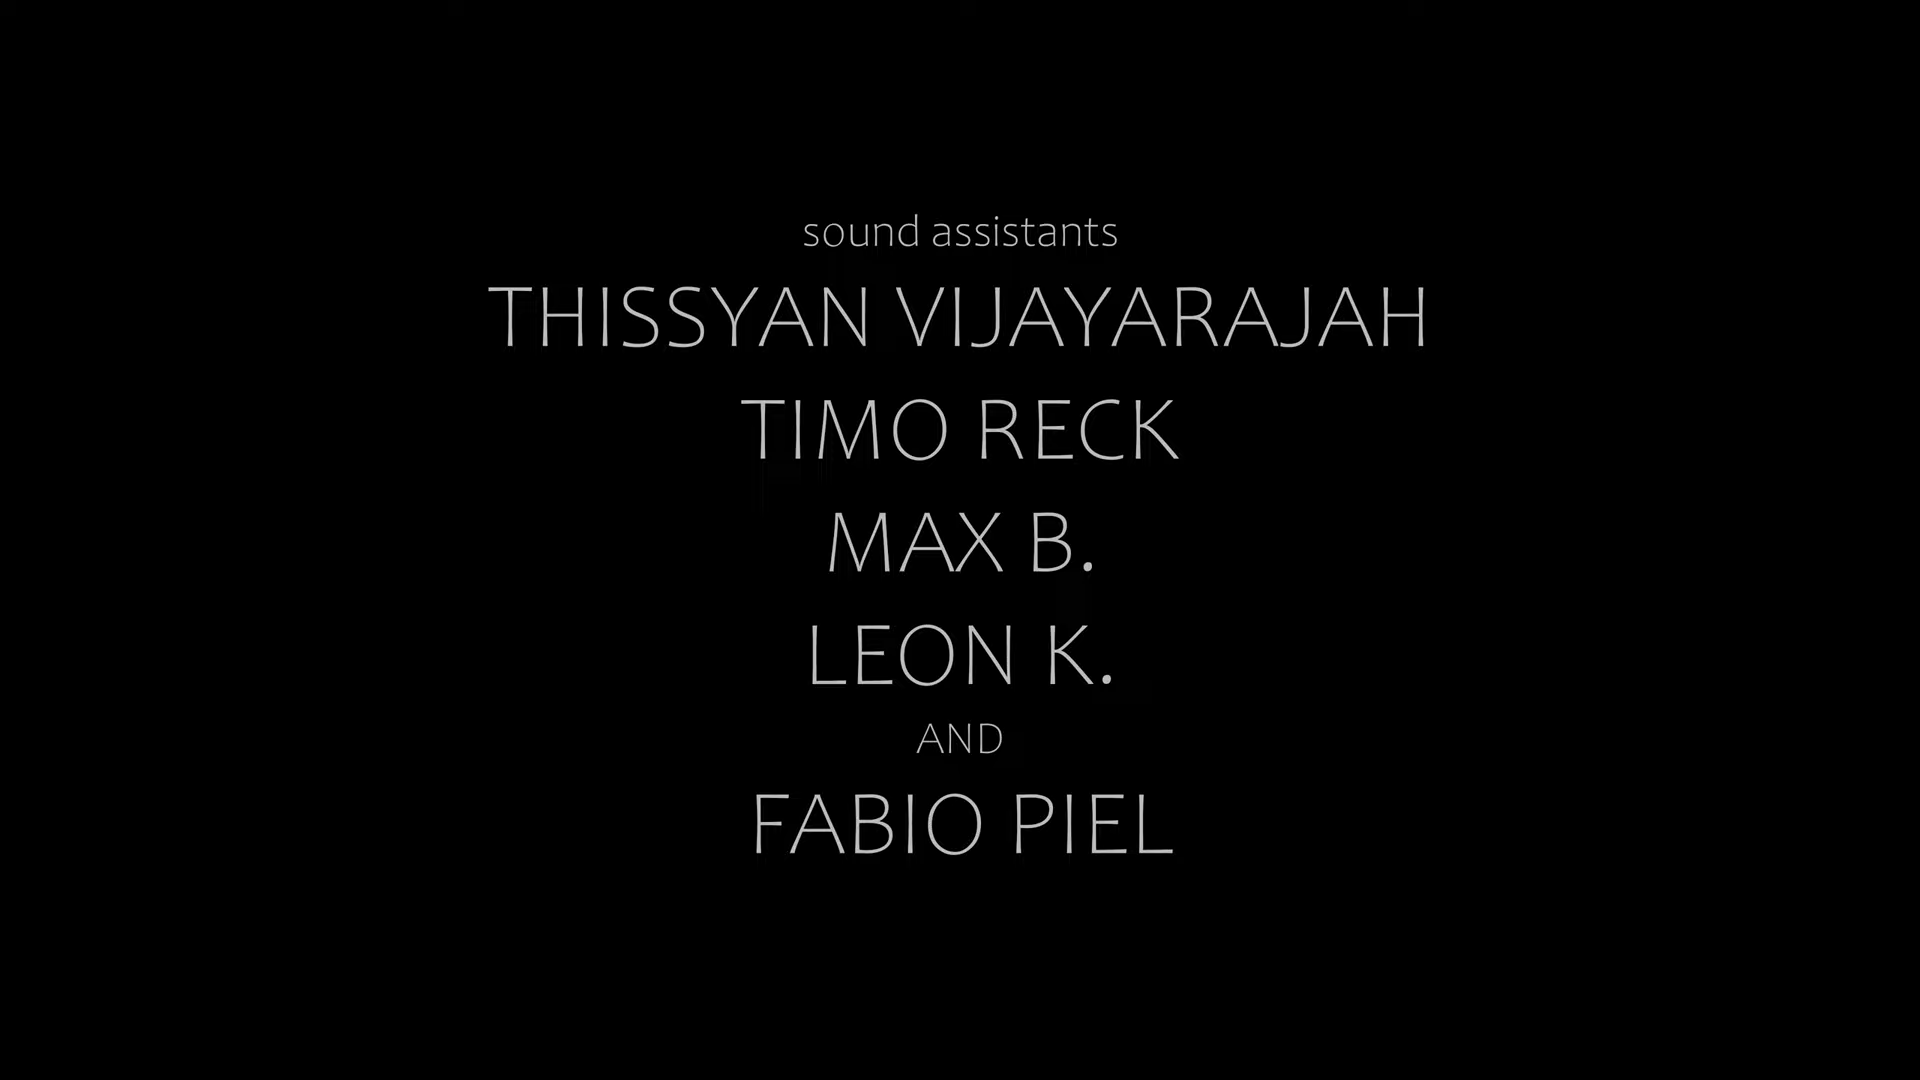 sound assistants
THISSYAN VIJAYARAJAH
TIMO RECK
MAX B.
LEON K.
AND
FABIO PIEL